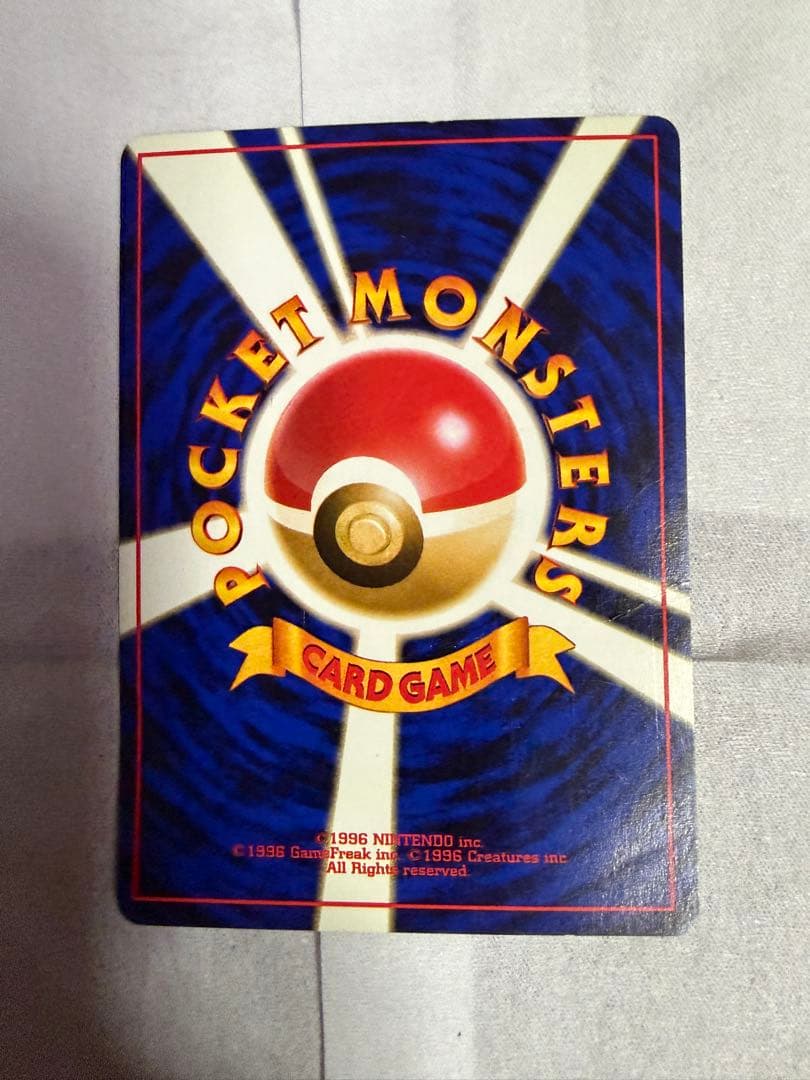 POCKET MONSTERS
CARD GAME
©1996 NINTENDO inc.
©1996 GameFreak inc. ©1996 Creatures inc
All Rights reserved.